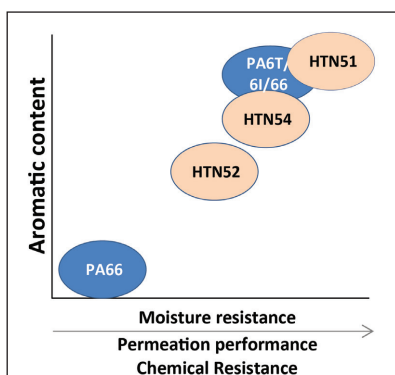 Aromatic content
PA6T/
6I/66
HTN51
HTN54
HTN52
PA66
Moisture resistance
Permeation performance
Chemical Resistance